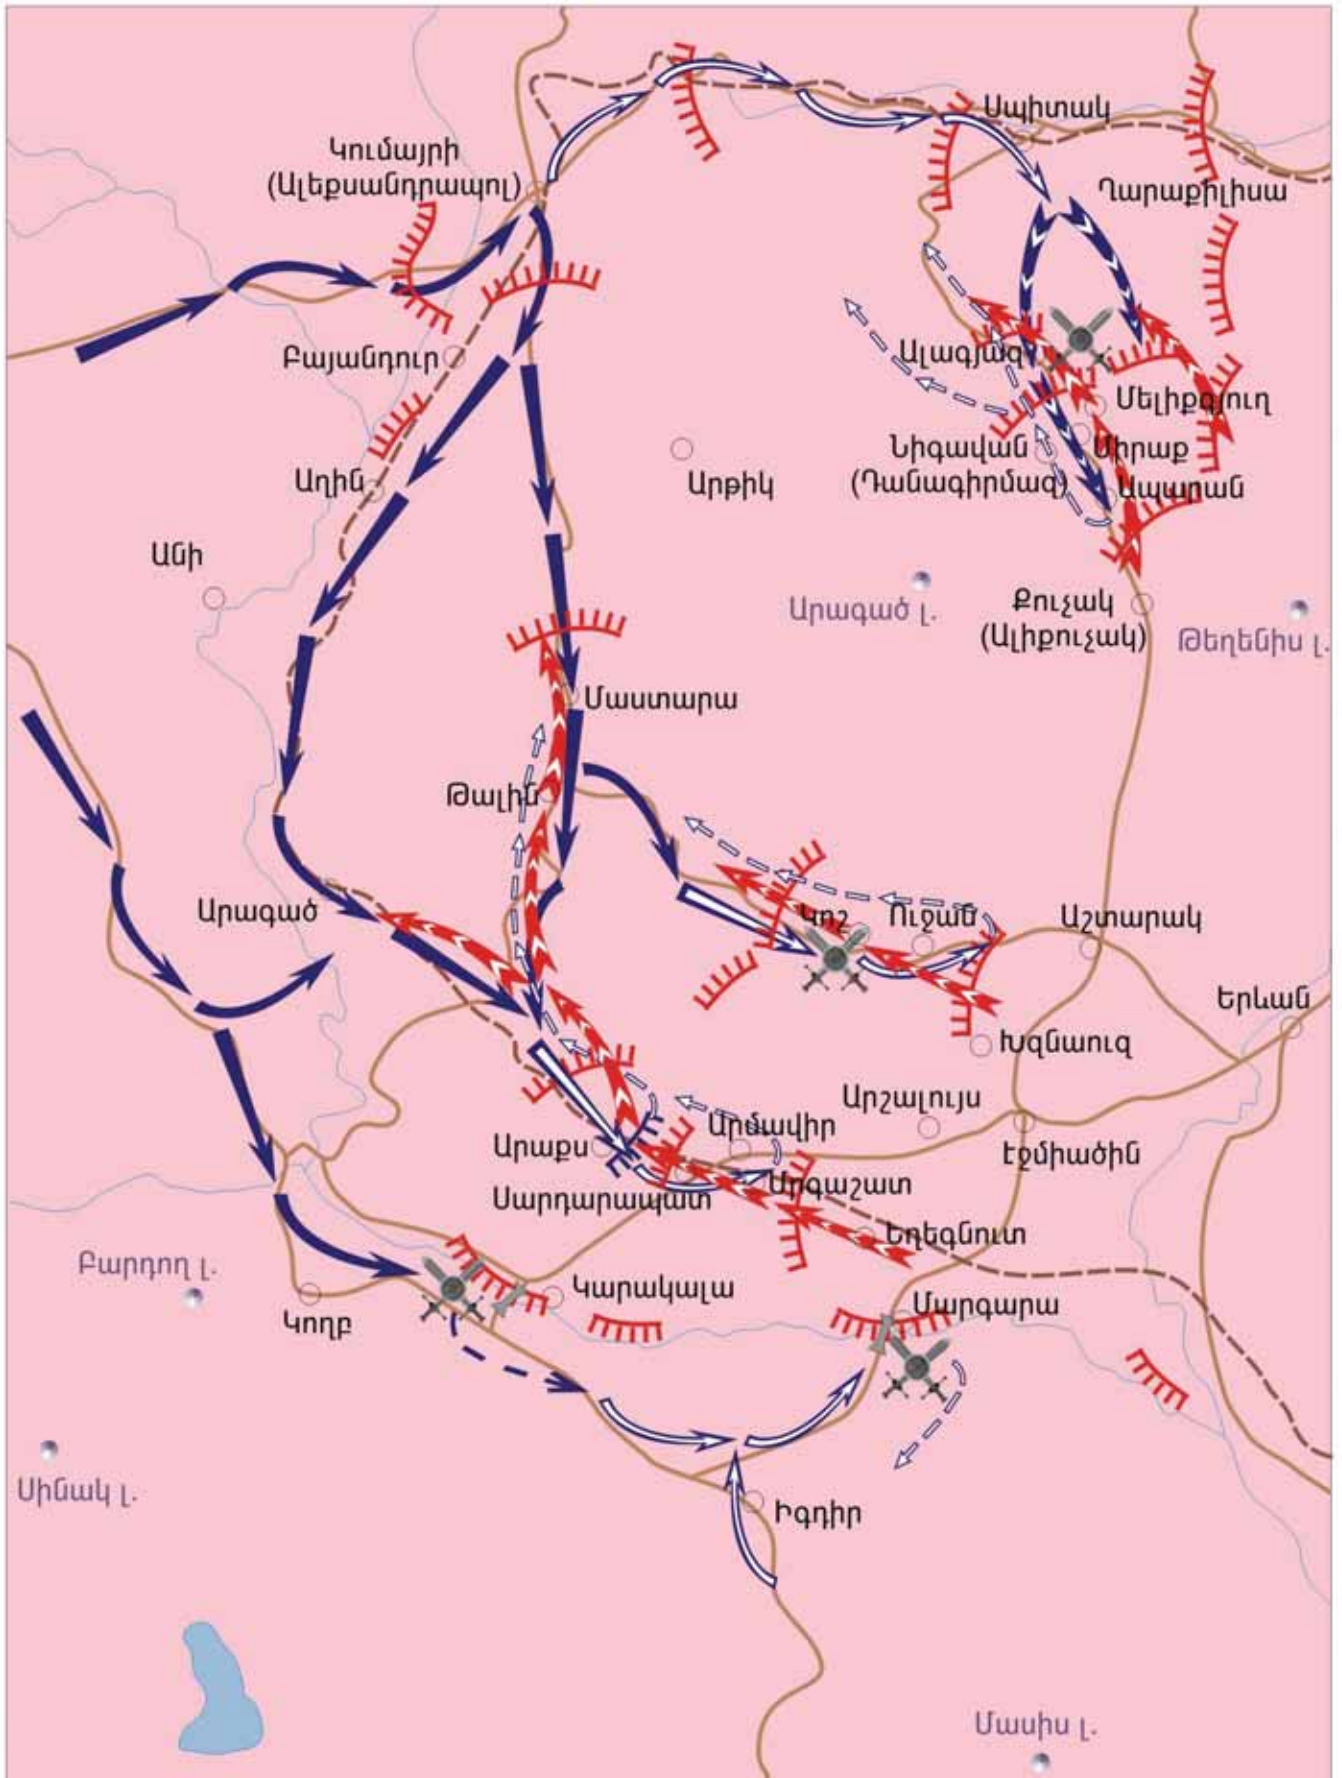 Սպիտակ
Կումայրի
(Ալեքսանդրապոլ)
Ղարաքիլիսա
Բայանդուր
Ալագյազ
Մելիքգյուղ
Նիգավան
(Դանագիրմազ)
Միրաք
Ապարան
Աղին
Արթիկ
Անի
Արագած լ.
Քուչակ
(Ալիքուչակ)
Թեղենիս լ.
Մաստարա
Թալին
Արագած
Կոշ
Ուջան
Աշտարակ
Երևան
Խզնաուզ
Արշալույս
Արմավիր
Արաքս
Էջմիածին
Սարդարապատ
Մրգաշատ
Եղեգնուտ
Բարդող լ.
Կարակալա
Մարգարա
Կողբ
Սինակ լ.
Իգդիր
Մասիս լ.